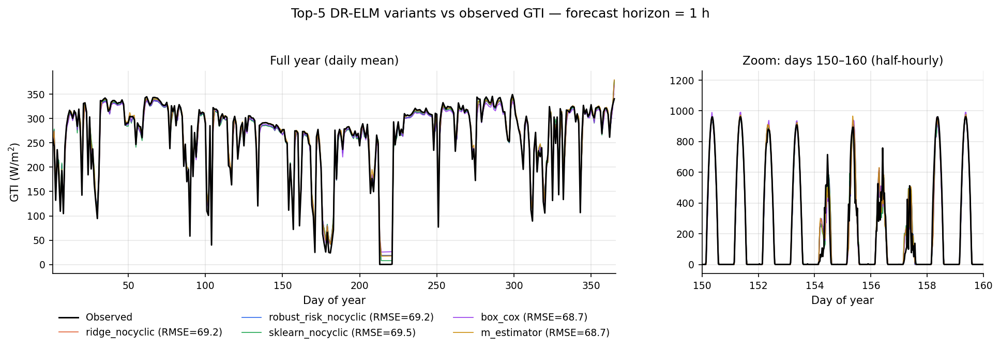 Top-5 DR-ELM variants vs observed GTI — forecast horizon = 1 h
Full year (daily mean)
GTI (W/m²)
350
300
250
200
150
100
50
0
50 100 150 200 250 300 350
Day of year
Zoom: days 150–160 (half-hourly)
1200
1000
800
600
400
200
0
150 152 154 156 158 160
Day of year
Observed
ridge_nocyclic (RMSE=69.2)
robust_risk_nocyclic (RMSE=69.2)
sklearn_nocyclic (RMSE=69.5)
box_cox (RMSE=68.7)
m_estimator (RMSE=68.7)